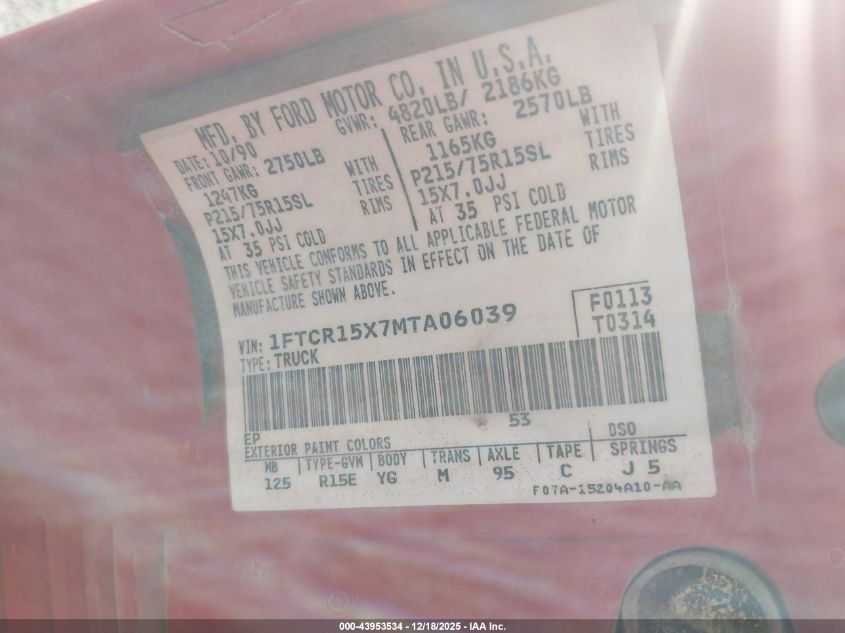 MFD. BY FORD MOTOR CO. IN U.S.A.
DATE: 10/90 GVWR: 4820LB/ 2186KG
FRONT GAWR: 2750LB REAR GAWR: 2570LB
1247KG WITH 1165KG WITH
P215/75R15SL TIRES P215/75R15SL TIRES
15X7.0JJ RIMS 15X7.0JJ RIMS
AT 35 PSI COLD AT 35 PSI COLD
THIS VEHICLE CONFORMS TO ALL APPLICABLE FEDERAL MOTOR
VEHICLE SAFETY STANDARDS IN EFFECT ON THE DATE OF
MANUFACTURE SHOWN ABOVE.
VIN: 1FTCR15X7MTA06039 F0113
TYPE: TRUCK T0314
53
EP DSO
EXTERIOR PAINT COLORS
WB TYPE-GVW BODY TRANS AXLE TAPE SPRINGS
125 R15E YG M 95 C J 5
F07A-15204A10-AA
000-43953534 - 12/18/2025 - IAA Inc.